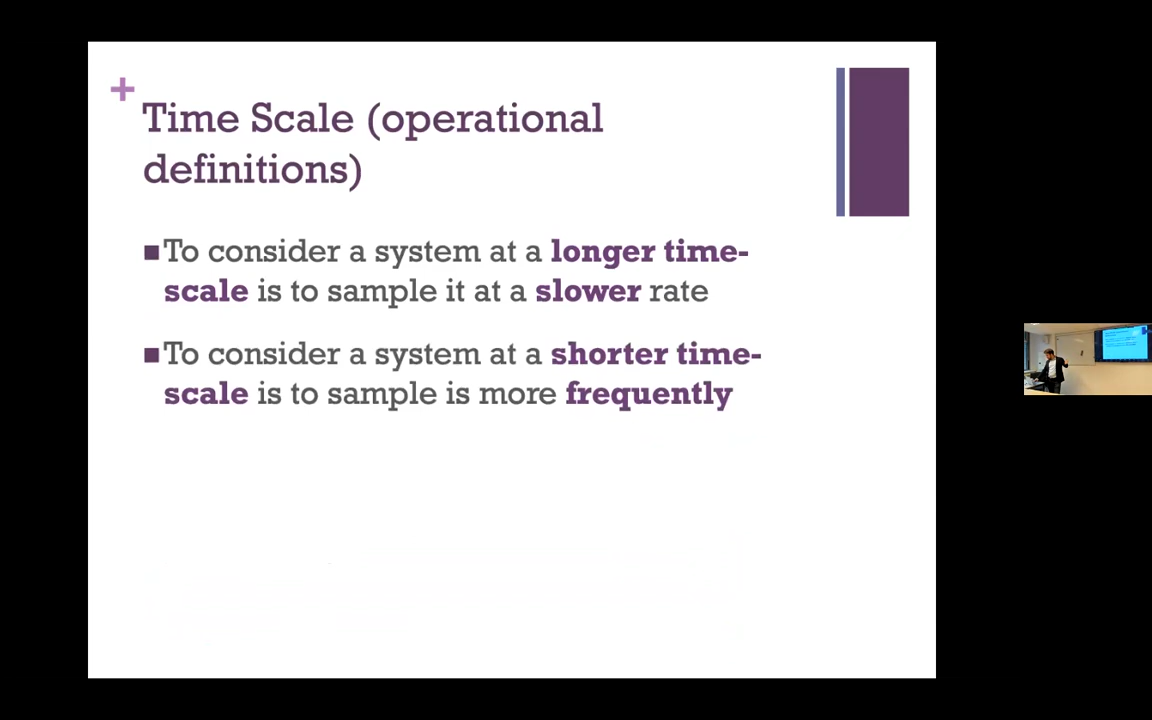 +
Time Scale (operational
definitions)
■To consider a system at a longer time-
scale is to sample it at a slower rate
■To consider a system at a shorter time-
scale is to sample is more frequently